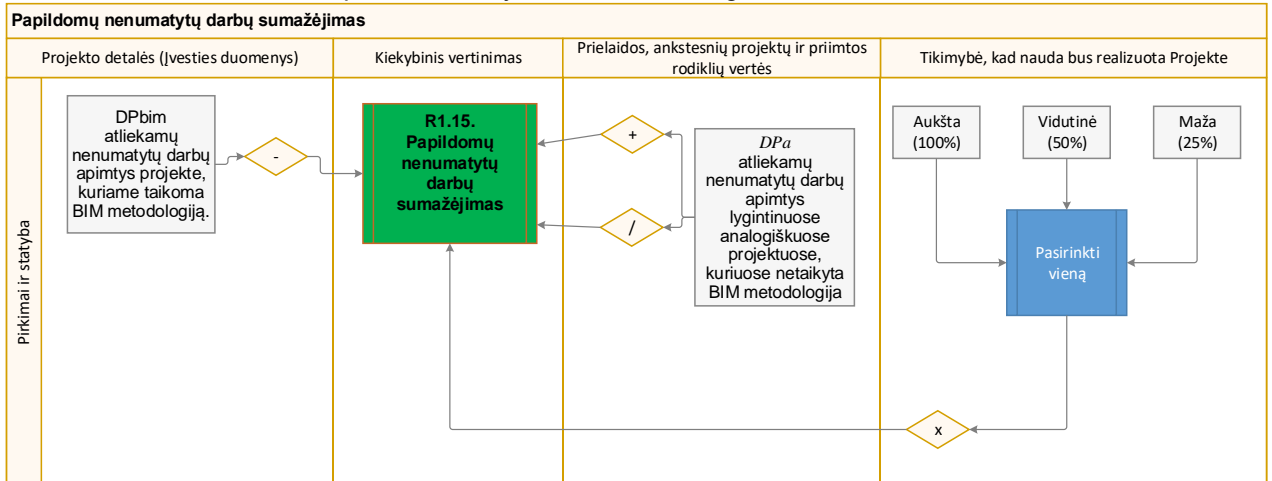 Papildomų nenumatytų darbų sumažėjimas
Projekto detalės (Įvesties duomenys)
Kiekybinis vertinimas
Prielaidos, ankstesnių projektų ir priimtos
rodiklių vertės
Tikimybė, kad nauda bus realizuota Projekte
Pirkimai ir statyba
DPbim
atliekamų
nenumatytų darbų
apimtys projekte,
kuriame taikoma
BIM metodologiją.
-
R1.15.
Papildomų
nenumatytų
darbų
sumažėjimas
+
/
DPa
atliekamų
nenumatytų darbų
apimtys
lygintinuose
analogiškuose
projektuose,
kuriuose netaikyta
BIM metodologija
Aukšta
(100%)
Vidutinė
(50%)
Maža
(25%)
Pasirinkti
vieną
x